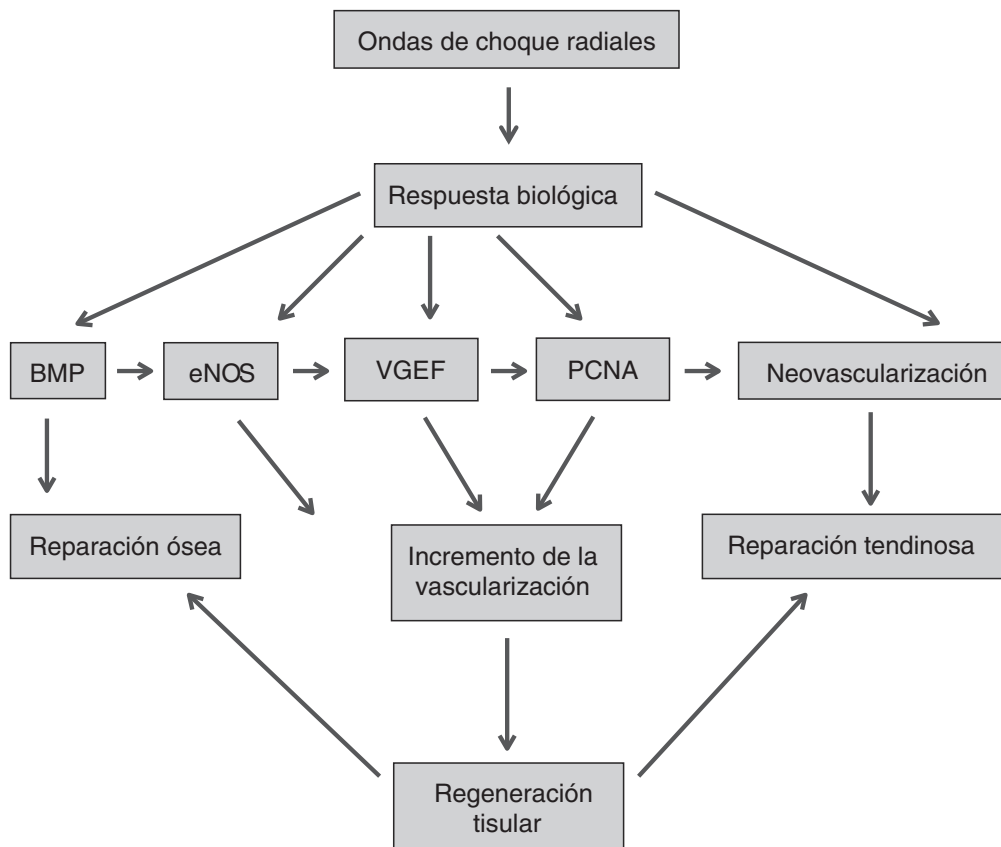 Ondas de choque radiales
Respuesta biológica
BMP
eNOS
VGEF
PCNA
Neovascularización
Reparación ósea
Incremento de la
vascularización
Reparación tendinosa
Regeneración
tisular